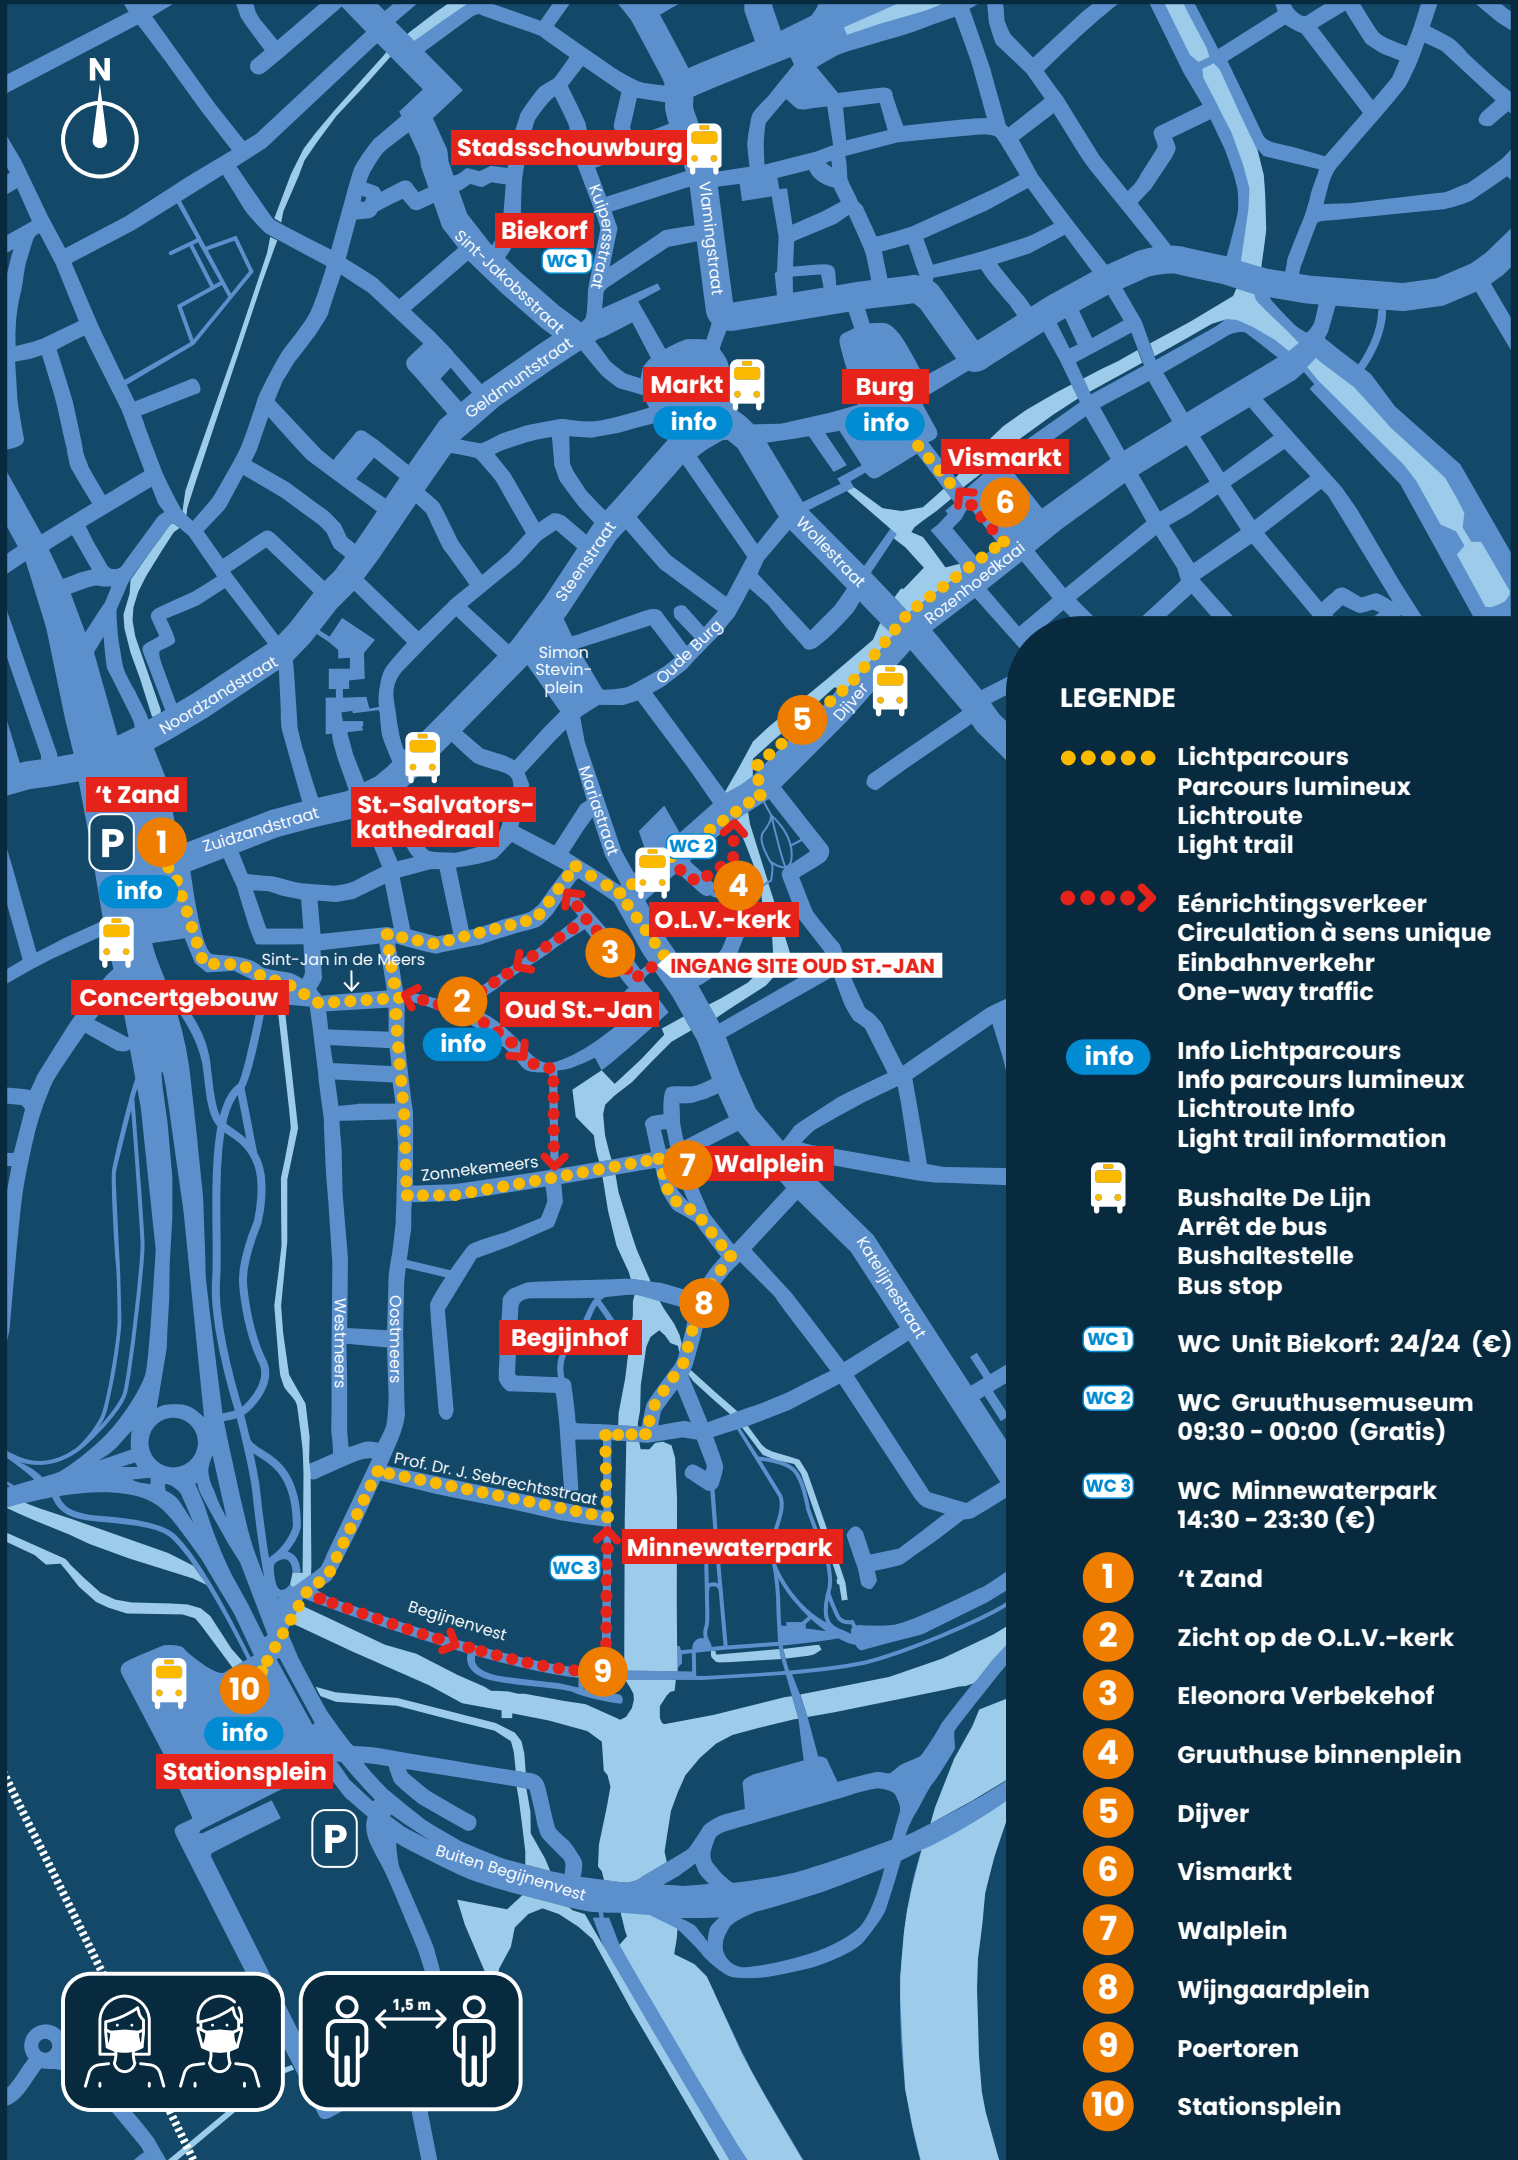 N
Stadsschouwburg
Kuipersstraat
Vlamingstraat
Biekorf
WC 1
Sint-Jakobsstraat
Geldmuntstraat
Markt
info
Burg
info
Vismarkt
6
Steenstraat
Wollestraat
Rozenhoedkaai
Simon
Stevin-
plein
Oude Burg
Noordzandstraat
5
Dijver
‘t Zand
P
1
info
Zuidzandstraat
St.-Salvators-
kathedraal
Mariastraat
WC 2
4
O.L.V.-kerk
3
INGANG SITE OUD ST.-JAN
Sint-Jan in de Meers
Concertgebouw
2
Oud St.-Jan
info
Zonnekemeers
7
Walplein
Katelijnestraat
8
Begijnhof
Westmeers
Oostmeers
Prof. Dr. J. Sebrechtsstraat
Minnewaterpark
WC 3
Begijnenvest
9
10
info
Stationsplein
P
Buiten Begijnenvest
1,5 m
LEGENDE
Lichtparcours
Parcours lumineux
Lichtroute
Light trail
Eénrichtingsverkeer
Circulation à sens unique
Einbahnverkehr
One-way traffic
info
Info Lichtparcours
Info parcours lumineux
Lichtroute Info
Light trail information
Bushalte De Lijn
Arrêt de bus
Bushaltestelle
Bus stop
WC 1 WC Unit Biekorf: 24/24 (€)
WC 2 WC Gruuthusemuseum
09:30 - 00:00 (Gratis)
WC 3 WC Minnewaterpark
14:30 - 23:30 (€)
1 ‘t Zand
2 Zicht op de O.L.V.-kerk
3 Eleonora Verbekehof
4 Gruuthuse binnenplein
5 Dijver
6 Vismarkt
7 Walplein
8 Wijngaardplein
9 Poertoren
10 Stationsplein